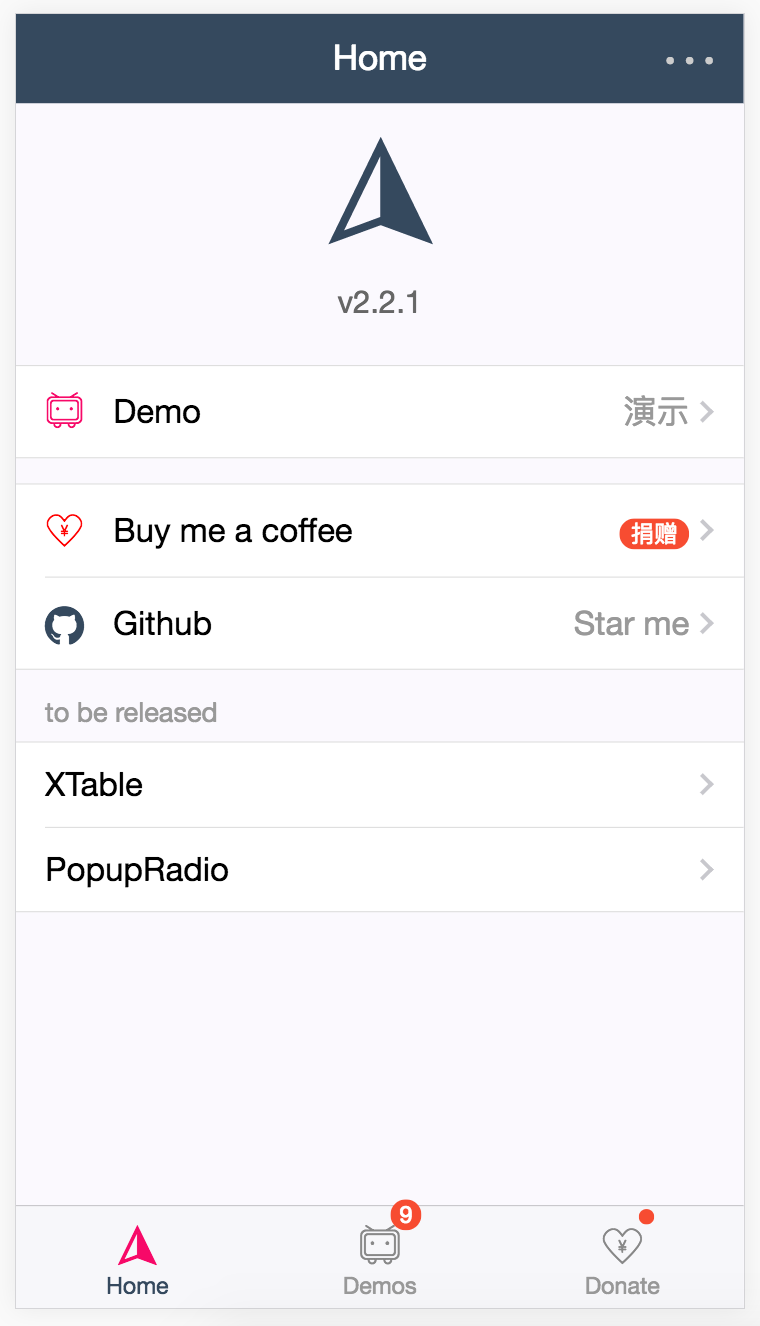 Home
v2.2.1
Demo 演示
¥ Buy me a coffee 捐赠
Github Star me
to be released
XTable
PopupRadio
9
¥
Home Demos Donate